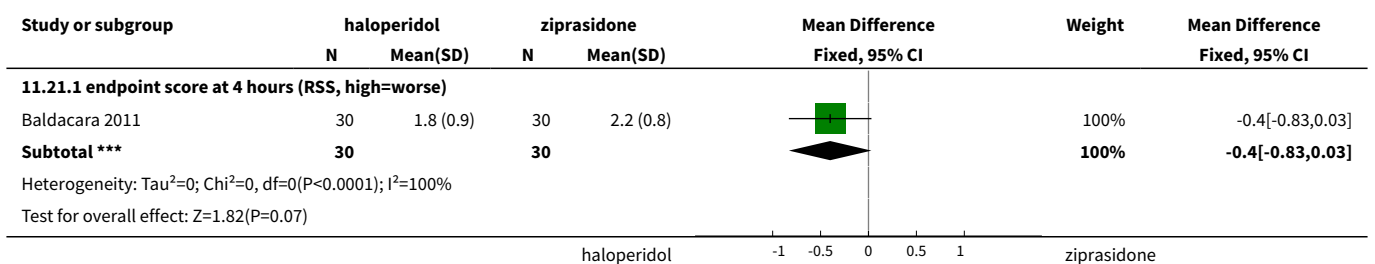 Study or subgroup haloperidol ziprasidone Mean Difference Weight Mean Difference
N Mean(SD) N Mean(SD) Fixed, 95% CI Fixed, 95% CI
11.21.1 endpoint score at 4 hours (RSS, high=worse)
Baldacara 2011 30 1.8 (0.9) 30 2.2 (0.8) 100% -0.4[-0.83,0.03]
Subtotal *** 30 30 100% -0.4[-0.83,0.03]
Heterogeneity: Tau²=0; Chi²=0, df=0(P<0.0001); I²=100%
Test for overall effect: Z=1.82(P=0.07)
haloperidol -1 -0.5 0 0.5 1 ziprasidone